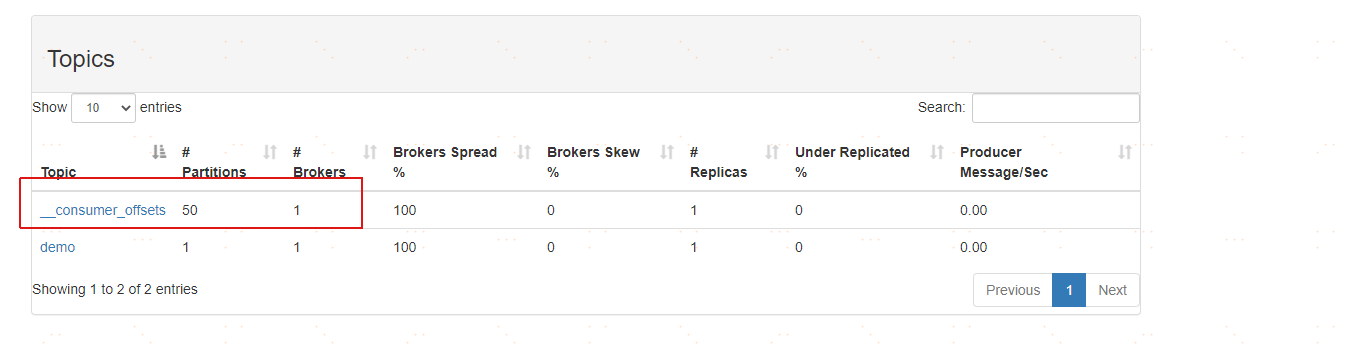 Topics
Show 10 entries Search:
# # Brokers Spread Brokers Skew # Under Replicated Producer
Topic Partitions Brokers % % Replicas % Message/Sec
__consumer_offsets 50 1 100 0 1 0 0.00
demo 1 1 100 0 1 0 0.00
Showing 1 to 2 of 2 entries Previous 1 Next